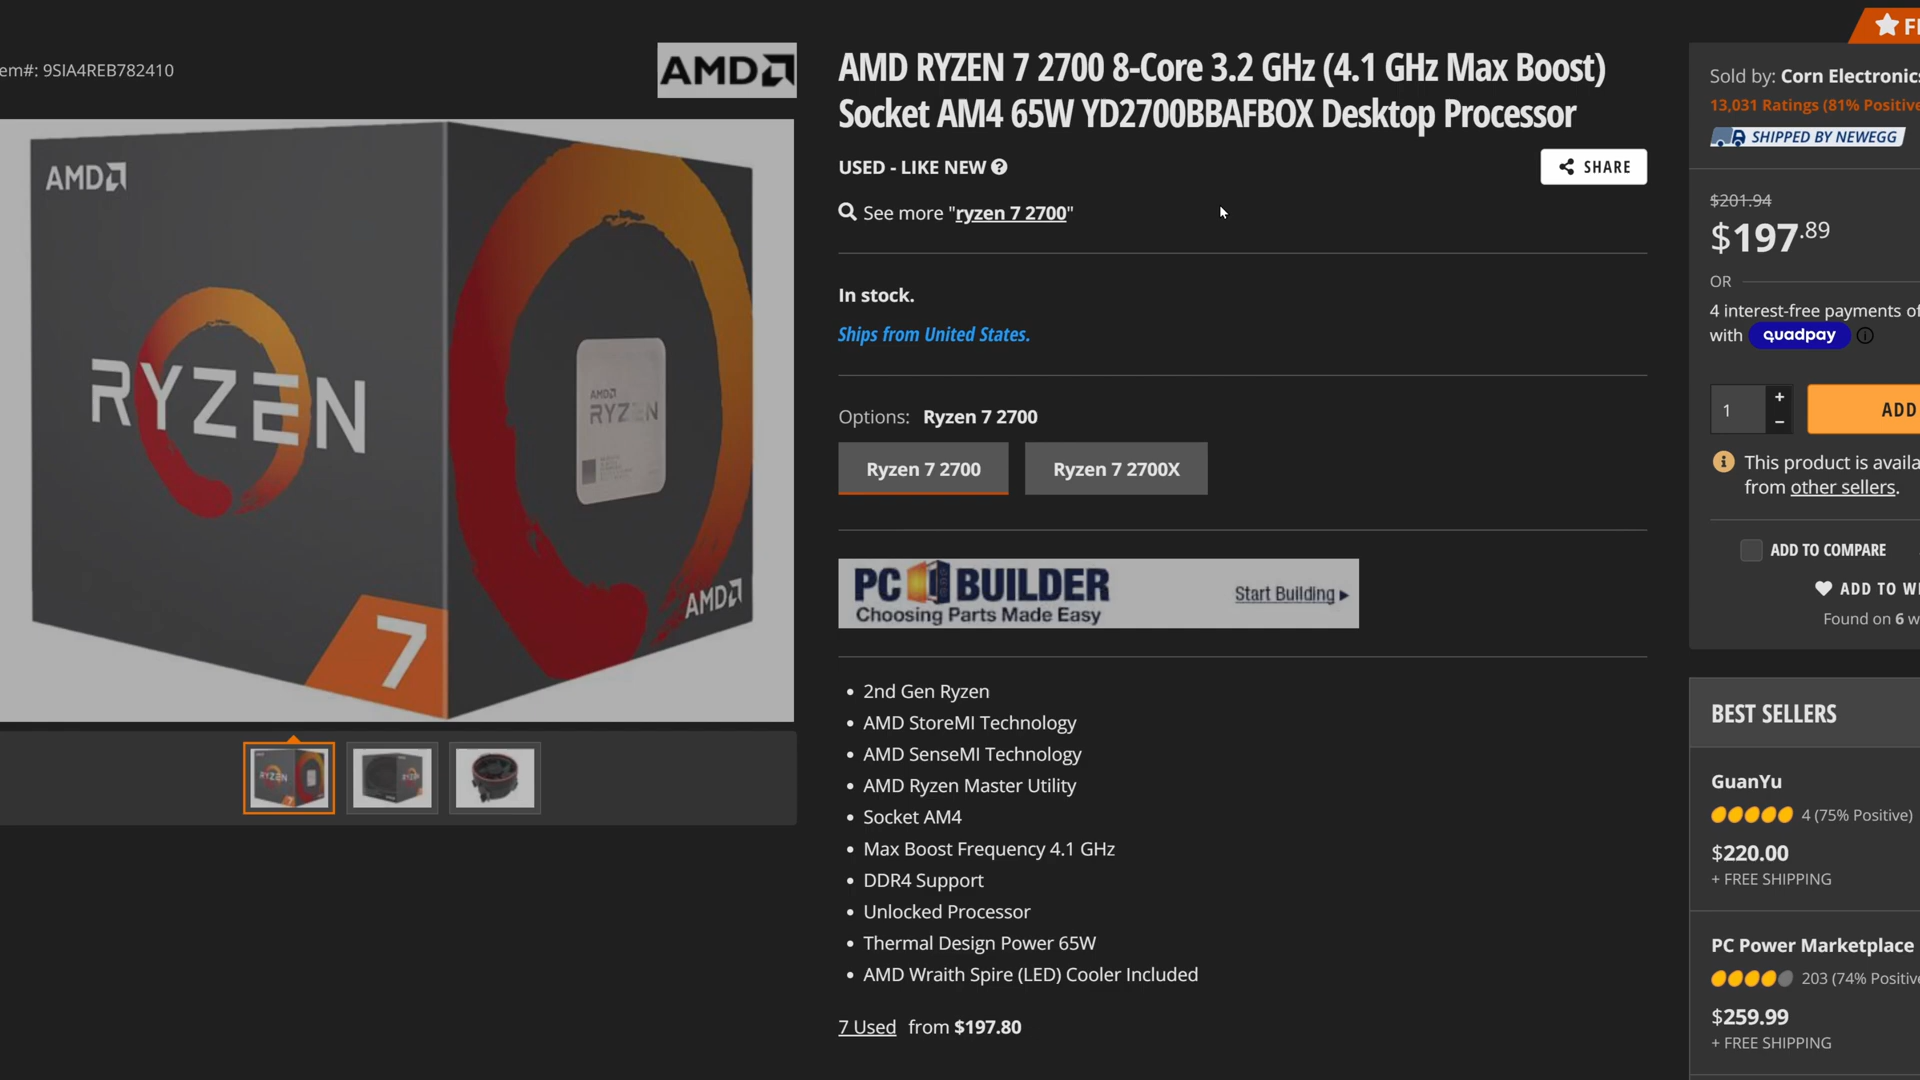 em#: 9SIA4REB782410
AMD
AMD
RYZEN
7
AMD
RYZEN
AMD
AMD RYZEN 7 2700 8-Core 3.2 GHz (4.1 GHz Max Boost)
Socket AM4 65W YD2700BBAFBOX Desktop Processor
USED - LIKE NEW
SHARE
See more "ryzen 7 2700"
In stock.
Ships from United States.
Options: Ryzen 7 2700
Ryzen 7 2700
Ryzen 7 2700X
PC BUILDER
Choosing Parts Made Easy
Start Building
• 2nd Gen Ryzen
• AMD StoreMI Technology
• AMD SenseMI Technology
• AMD Ryzen Master Utility
• Socket AM4
• Max Boost Frequency 4.1 GHz
• DDR4 Support
• Unlocked Processor
• Thermal Design Power 65W
• AMD Wraith Spire (LED) Cooler Included
7 Used from $197.80
Sold by: Corn Electronics
13,031 Ratings (81% Positive
SHIPPED BY NEWEGG
$201.94
$197.89
OR
4 interest-free payments of
with quadpay
1
+
−
ADD
This product is availa
from other sellers.
ADD TO COMPARE
ADD TO WI
Found on 6 w
BEST SELLERS
GuanYu
4 (75% Positive)
$220.00
+ FREE SHIPPING
PC Power Marketplace
203 (74% Positive
$259.99
+ FREE SHIPPING